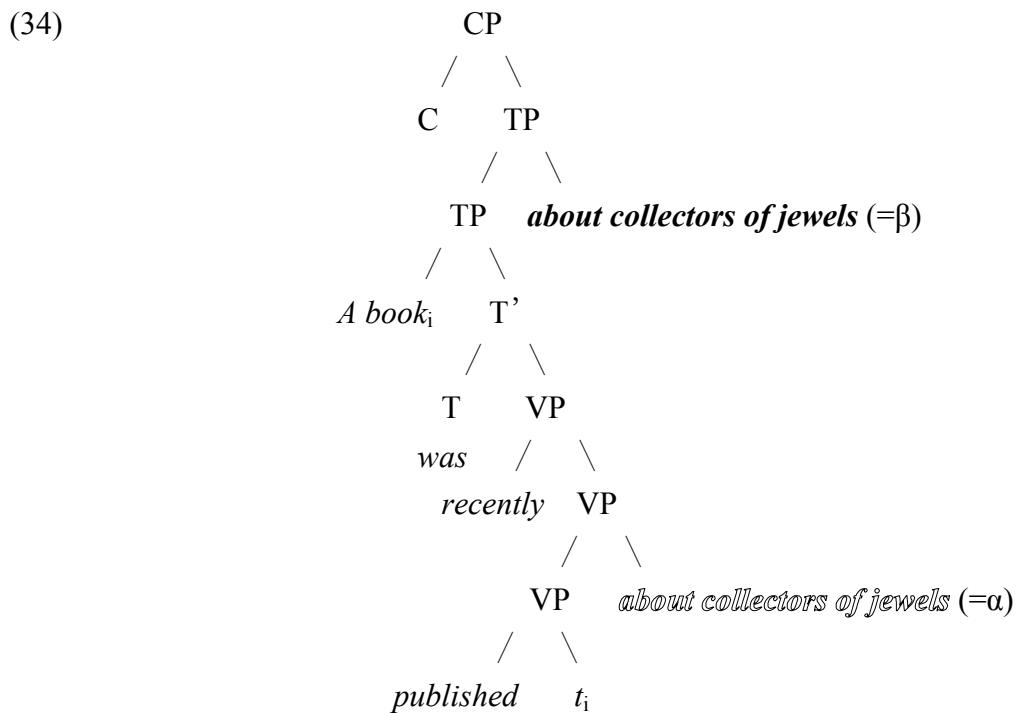 (34) CP
C TP
TP about collectors of jewels (=β)
A bookᵢ T’
T VP
was
recently VP
VP about collectors of jewels (=α)
published tᵢ